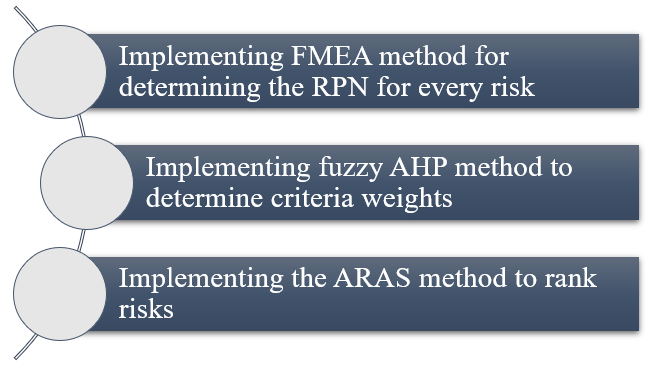 Implementing FMEA method for
determining the RPN for every risk
Implementing fuzzy AHP method to
determine criteria weights
Implementing the ARAS method to rank
risks